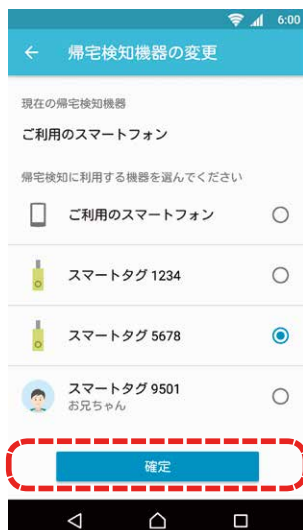 6:00
帰宅検知機器の変更
現在の帰宅検知機器
ご利用のスマートフォン
帰宅検知に利用する機器を選んでください
ご利用のスマートフォン
スマートタグ 1234
スマートタグ 5678
スマートタグ 9501
お兄ちゃん
確定